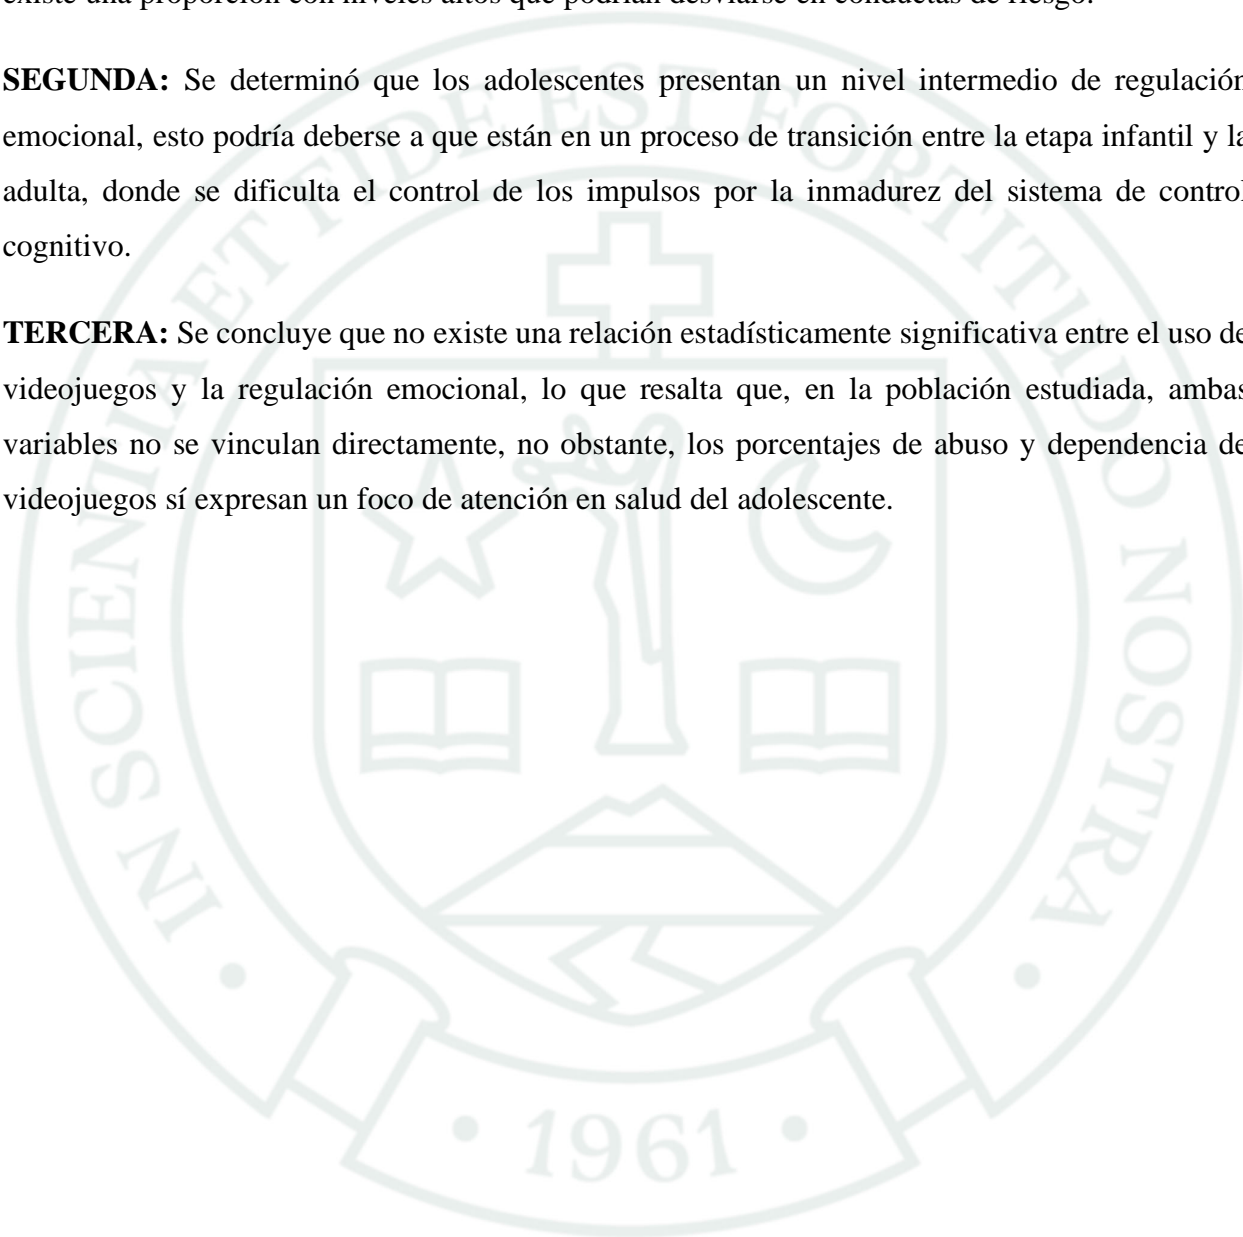 existe una proporción con niveles altos que podrían desviarse en conductas de riesgo.
SEGUNDA: Se determinó que los adolescentes presentan un nivel intermedio de regulación
emocional, esto podría deberse a que están en un proceso de transición entre la etapa infantil y la
adulta, donde se dificulta el control de los impulsos por la inmadurez del sistema de control
cognitivo.
TERCERA: Se concluye que no existe una relación estadísticamente significativa entre el uso de
videojuegos y la regulación emocional, lo que resalta que, en la población estudiada, ambas
variables no se vinculan directamente, no obstante, los porcentajes de abuso y dependencia de
videojuegos sí expresan un foco de atención en salud del adolescente.
IN SCIENTIA ET FIDE EST FORTITUDO NOSTRA
• 1961 •